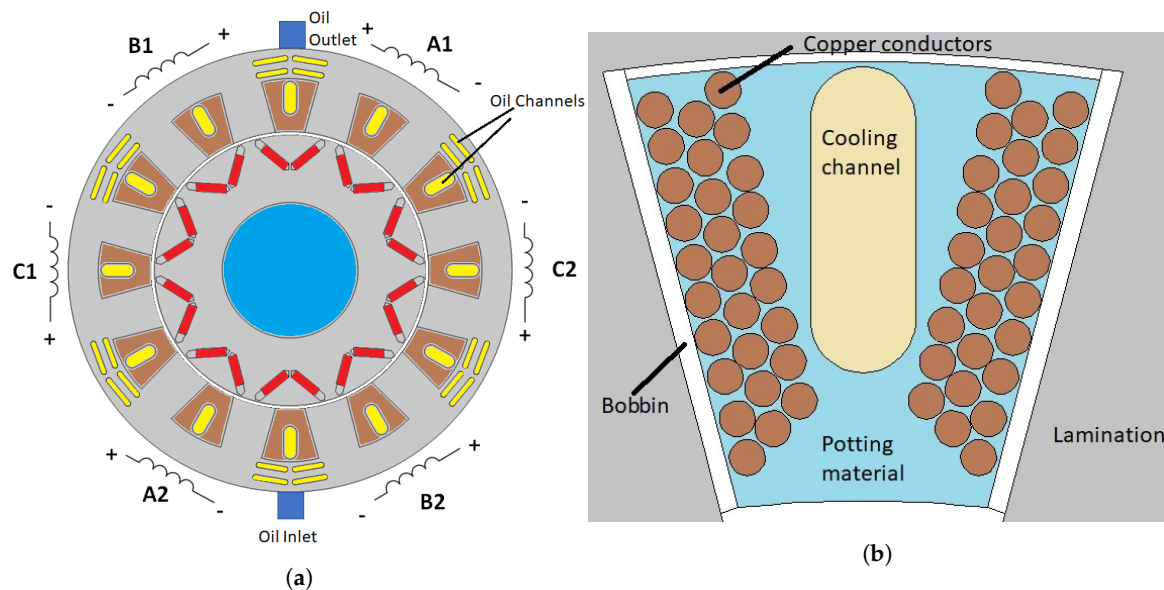 Oil
Outlet
B1
+
-
+
A1
-
Oil Channels
-
C1
+
-
C2
+
+
A2
-
+
B2
-
Oil Inlet
(a)
Copper conductors
Cooling
channel
Bobbin
Potting
material
Lamination
(b)